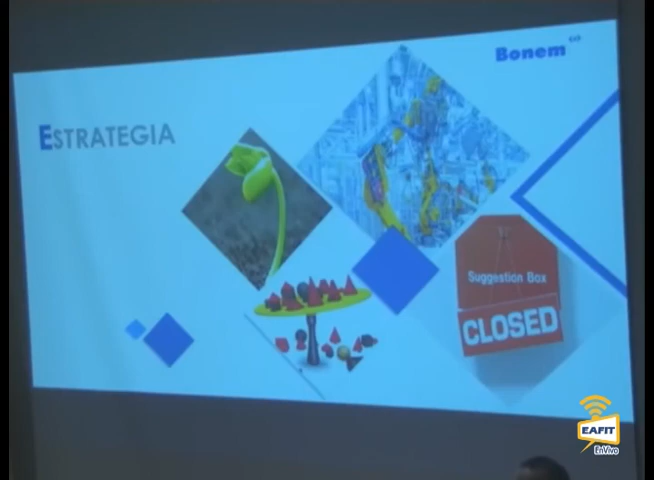 Bonem
ESTRATEGIA
Suggestion Box
CLOSED
EAFIT
EnVivo